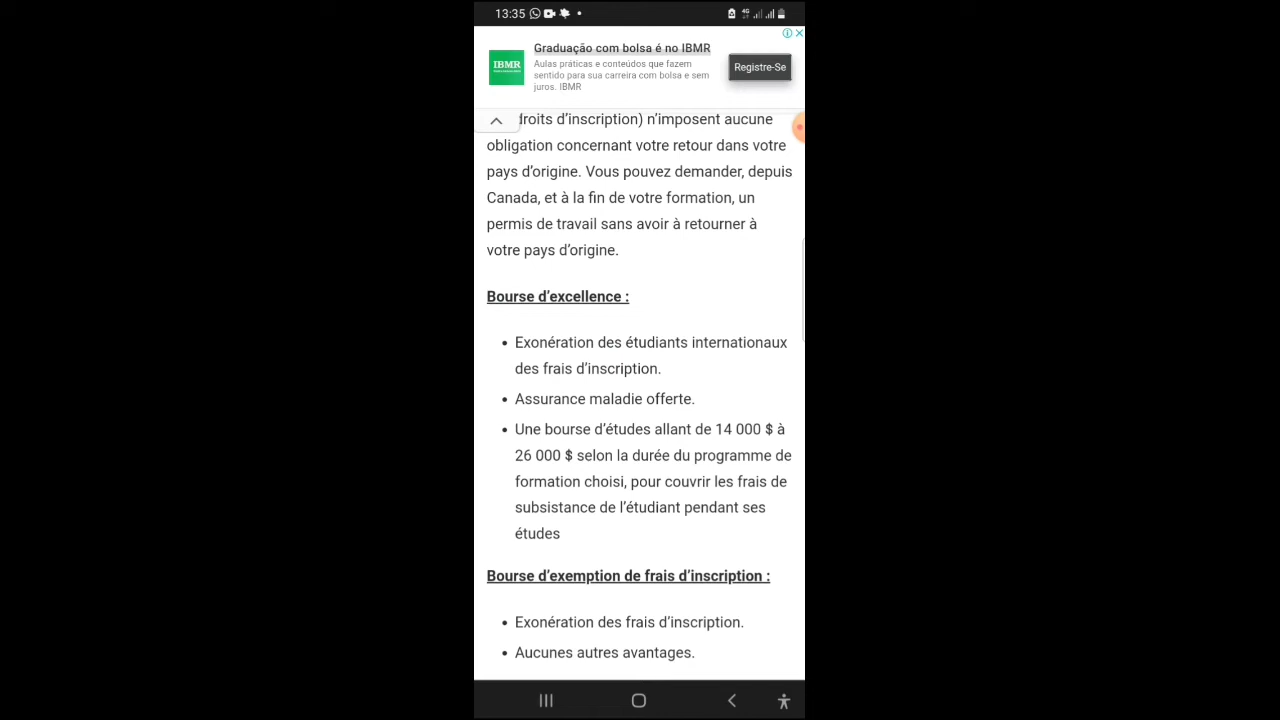 13:35
4G
Graduação com bolsa é no IBMR
IBMR
Aulas práticas e conteúdos que fazem
sentido para sua carreira com bolsa e sem
juros. IBMR
Registre-Se
droits d’inscription) n’imposent aucune
obligation concernant votre retour dans votre
pays d’origine. Vous pouvez demander, depuis
Canada, et à la fin de votre formation, un
permis de travail sans avoir à retourner à
votre pays d’origine.
Bourse d’excellence :
• Exonération des étudiants internationaux
des frais d’inscription.
• Assurance maladie offerte.
• Une bourse d’études allant de 14 000 $ à
26 000 $ selon la durée du programme de
formation choisi, pour couvrir les frais de
subsistance de l’étudiant pendant ses
études
Bourse d’exemption de frais d’inscription :
• Exonération des frais d’inscription.
• Aucunes autres avantages.